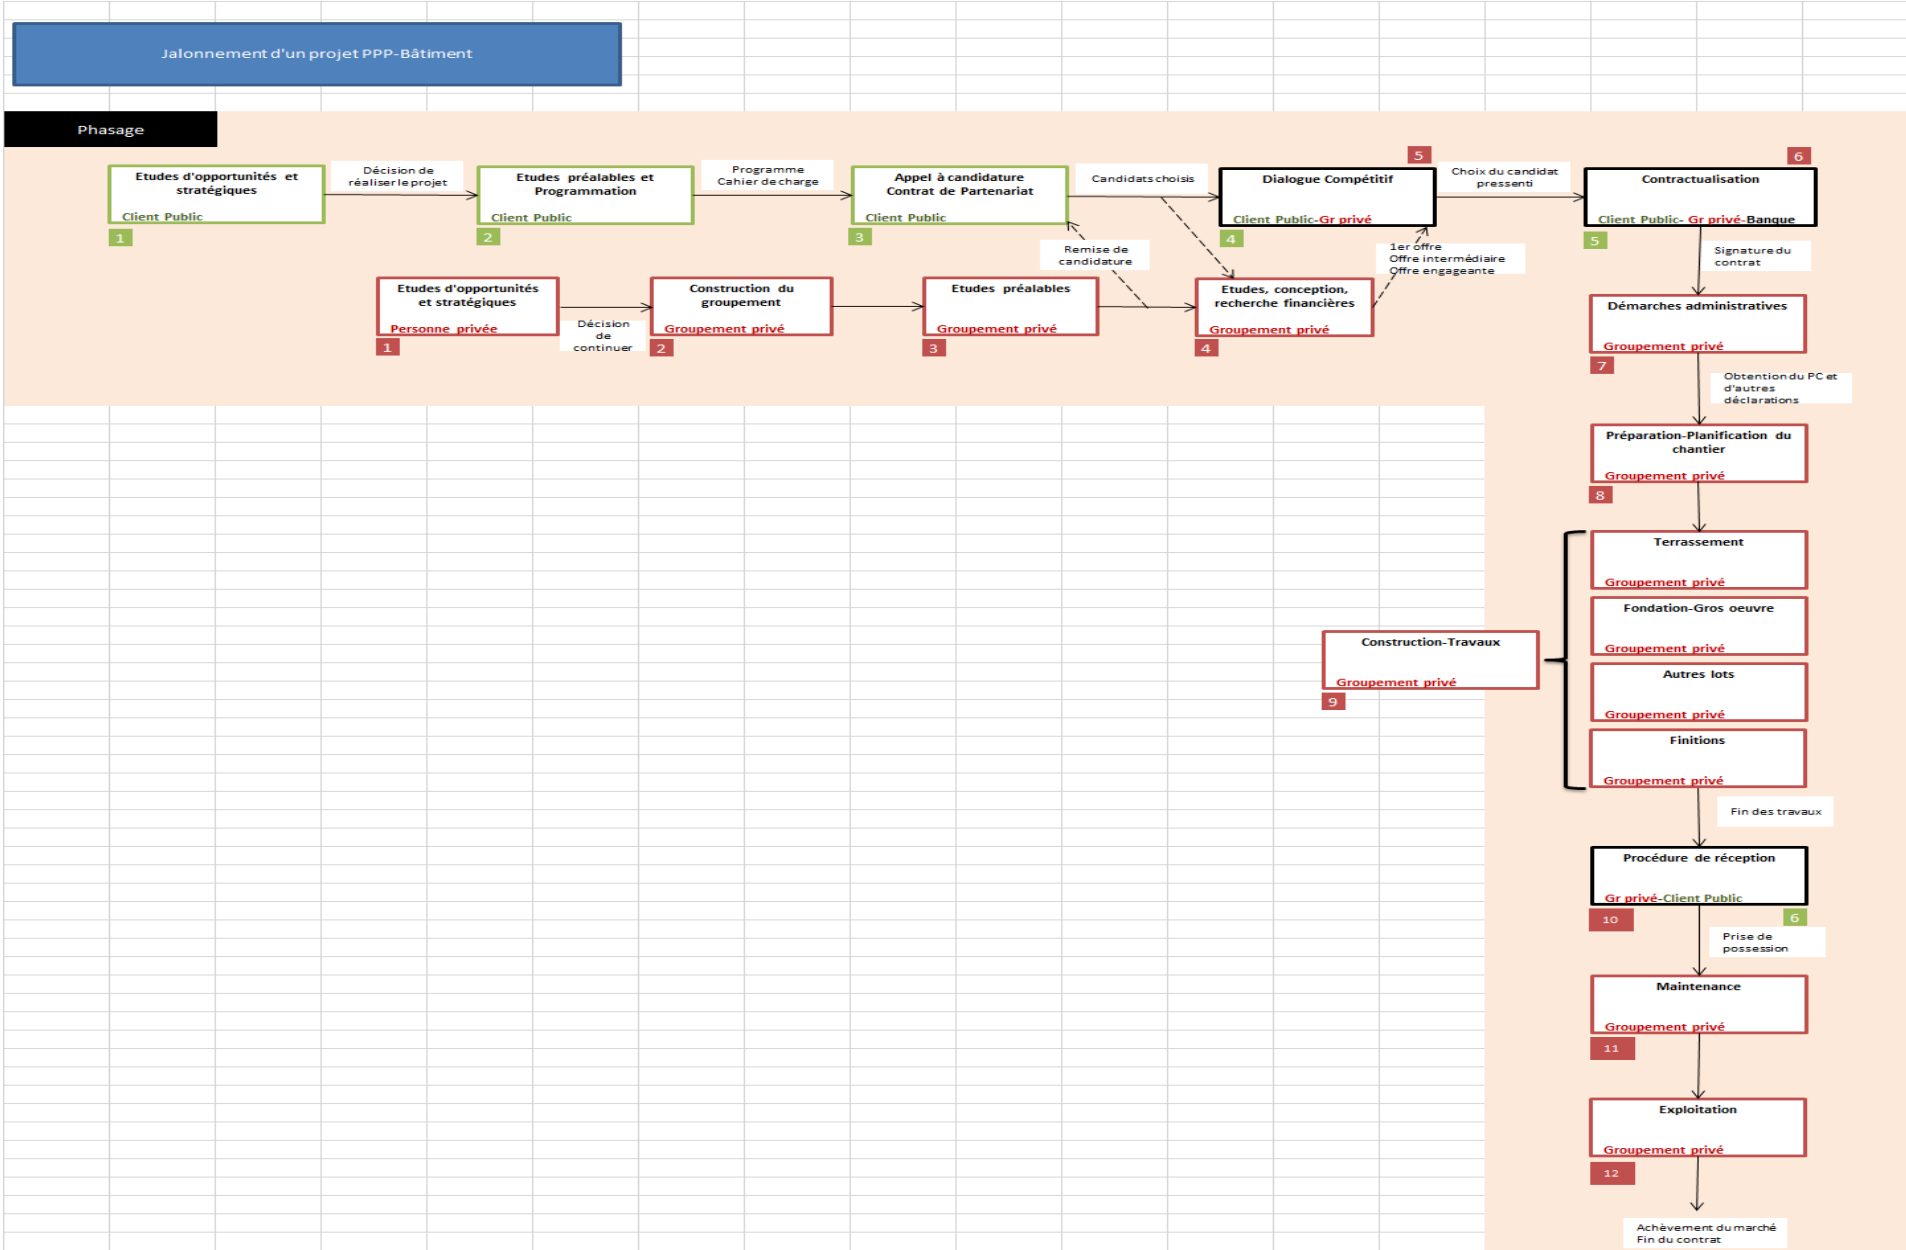 Jalonnement d'un projet PPP-Bâtiment
Phasage
Etudes d'opportunités et
stratégiques
Client Public
1
Décision de
réaliser le projet
Etudes préalables et
Programmation
Client Public
2
Programme
Cahier de charge
Appel à candidature
Contrat de Partenariat
Client Public
3
Candidats choisis
5
Dialogue Compétitif
Client Public-Gr privé
4
Choix du candidat
pressenti
6
Contractualisation
Client Public- Gr privé-Banque
5
Etudes d'opportunités
et stratégiques
Personne privée
1
Décision
de
continuer
Construction du
groupement
Groupement privé
2
Etudes préalables
Groupement privé
3
Remise de
candidature
Etudes, conception,
recherche financières
Groupement privé
4
1er offre
Offre intermédiaire
Offre engageante
Signature du
contrat
Démarches administratives
Groupement privé
7
Obtention du PC et
d'autres
déclarations
Préparation-Planification du
chantier
Groupement privé
8
Terrassement
Groupement privé
Fondation-Gros oeuvre
Groupement privé
Construction-Travaux
Groupement privé
9
Autres lots
Groupement privé
Finitions
Groupement privé
Fin des travaux
Procédure de réception
Gr privé-Client Public
10
6
Prise de
possession
Maintenance
Groupement privé
11
Exploitation
Groupement privé
12
Achèvement du marché
Fin du contrat